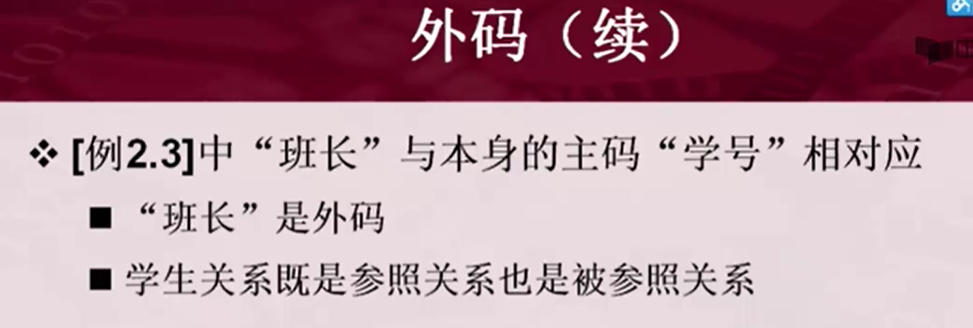 外码（续）
[例2.3]中“班长”与本身的主码“学号”相对应
“班长”是外码
学生关系既是参照关系也是被参照关系